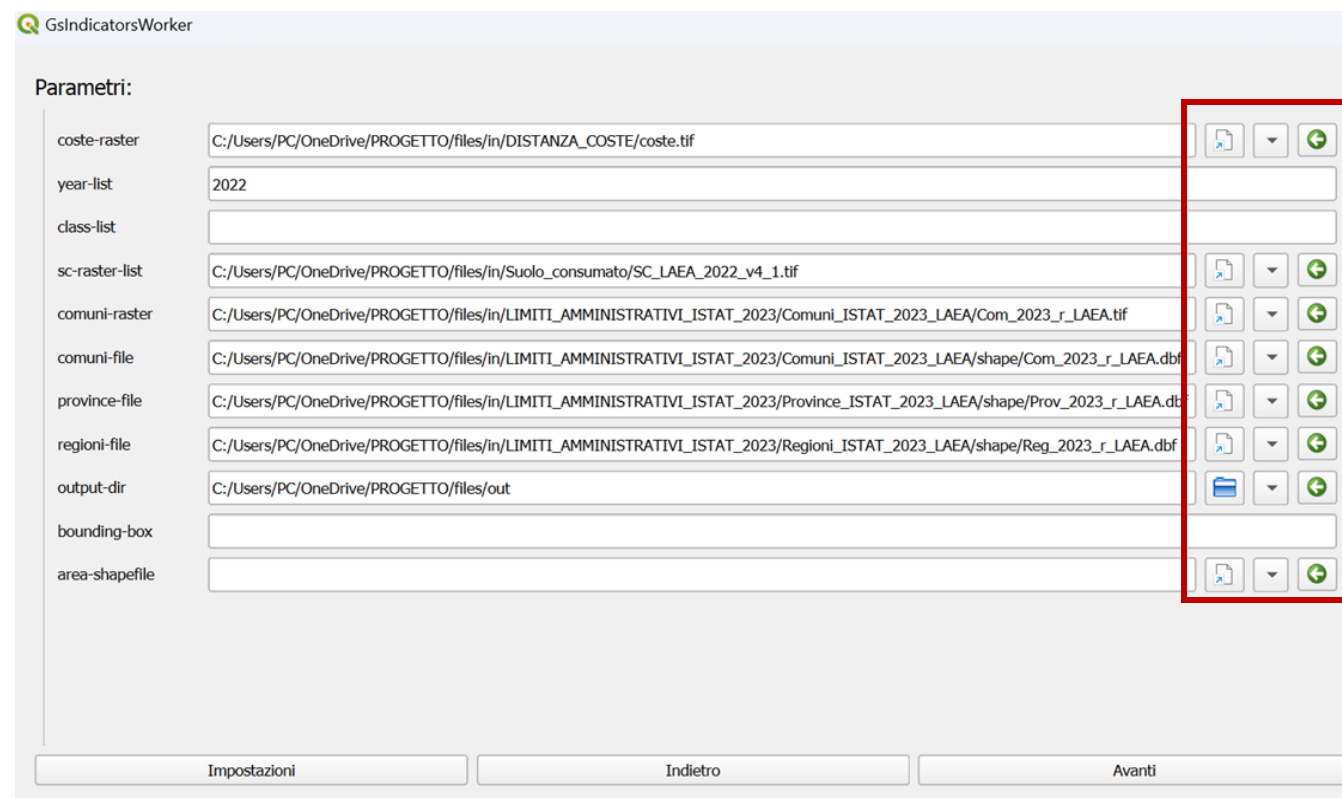 GsIndicatorsWorker
Parametri:
coste-raster C:/Users/PC/OneDrive/PROGETTO/files/in/DISTANZA_COSTE/coste.tif
year-list 2022
class-list
sc-raster-list C:/Users/PC/OneDrive/PROGETTO/files/in/Suolo_consumato/SC_LAEA_2022_v4_1.tif
comuni-raster C:/Users/PC/OneDrive/PROGETTO/files/in/LIMITI_AMMINISTRATIVI_ISTAT_2023/Comuni_ISTAT_2023_LAEA/Com_2023_r_LAEA.tif
comuni-file C:/Users/PC/OneDrive/PROGETTO/files/in/LIMITI_AMMINISTRATIVI_ISTAT_2023/Comuni_ISTAT_2023_LAEA/shape/Com_2023_r_LAEA.dbf
province-file C:/Users/PC/OneDrive/PROGETTO/files/in/LIMITI_AMMINISTRATIVI_ISTAT_2023/Province_ISTAT_2023_LAEA/shape/Prov_2023_r_LAEA.dbf
regioni-file C:/Users/PC/OneDrive/PROGETTO/files/in/LIMITI_AMMINISTRATIVI_ISTAT_2023/Regioni_ISTAT_2023_LAEA/shape/Reg_2023_r_LAEA.dbf
output-dir C:/Users/PC/OneDrive/PROGETTO/files/out
bounding-box
area-shapefile
Impostazioni Indietro Avanti